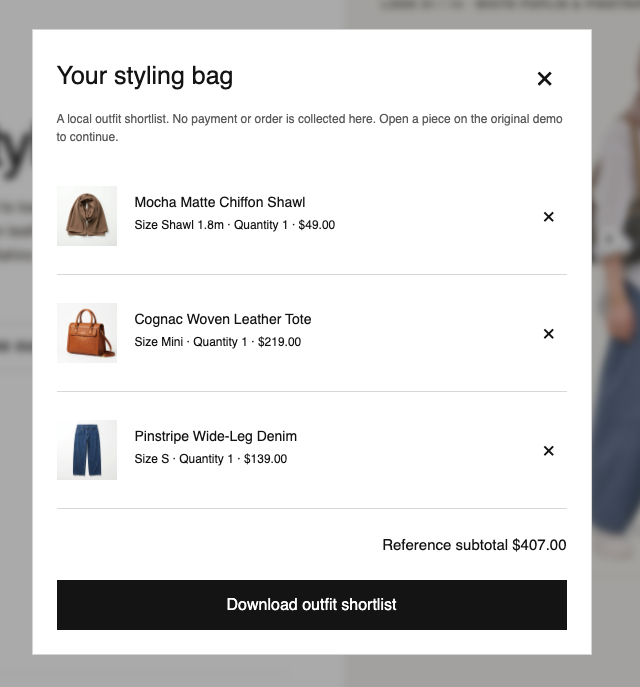 Your styling bag
A local outfit shortlist. No payment or order is collected here. Open a piece on the original demo
to continue.
Mocha Matte Chiffon Shawl
Size Shawl 1.8m · Quantity 1 · $49.00
Cognac Woven Leather Tote
Size Mini · Quantity 1 · $219.00
Pinstripe Wide-Leg Denim
Size S · Quantity 1 · $139.00
Reference subtotal $407.00
Download outfit shortlist